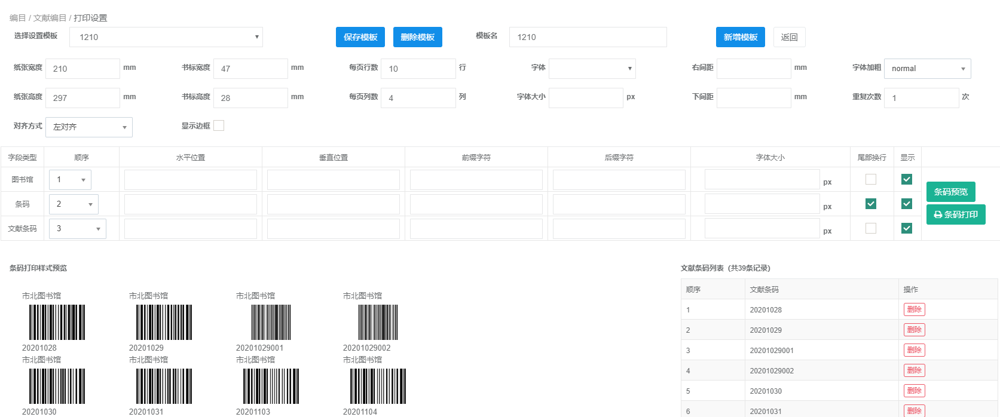 编目 / 文献编目 / 打印设置
选择设置模板 1210 保存模板 删除模板 模板名 1210 新增模板 返回
纸张宽度 210 mm 书标宽度 47 mm 每页行数 10 行 字体 右间距 mm 字体加粗 normal
纸张高度 297 mm 书标高度 28 mm 每页列数 4 列 字体大小 px 下间距 mm 重复次数 1 次
对齐方式 左对齐 显示边框
字段类型 顺序 水平位置 垂直位置 前缀字符 后缀字符 字体大小 尾部换行 显示
图书馆 1 px
条码 2 px
文献条码 3 px
条码预览
条码打印
条码打印样式预览
市北图书馆 市北图书馆 市北图书馆 市北图书馆
20201028 20201029 20201029001 20201029002
市北图书馆 市北图书馆 市北图书馆 市北图书馆
20201030 20201031 20201103 20201104
文献条码列表（共39条记录）
顺序 文献条码 操作
1 20201028 删除
2 20201029 删除
3 20201029001 删除
4 20201029002 删除
5 20201030 删除
6 20201031 删除